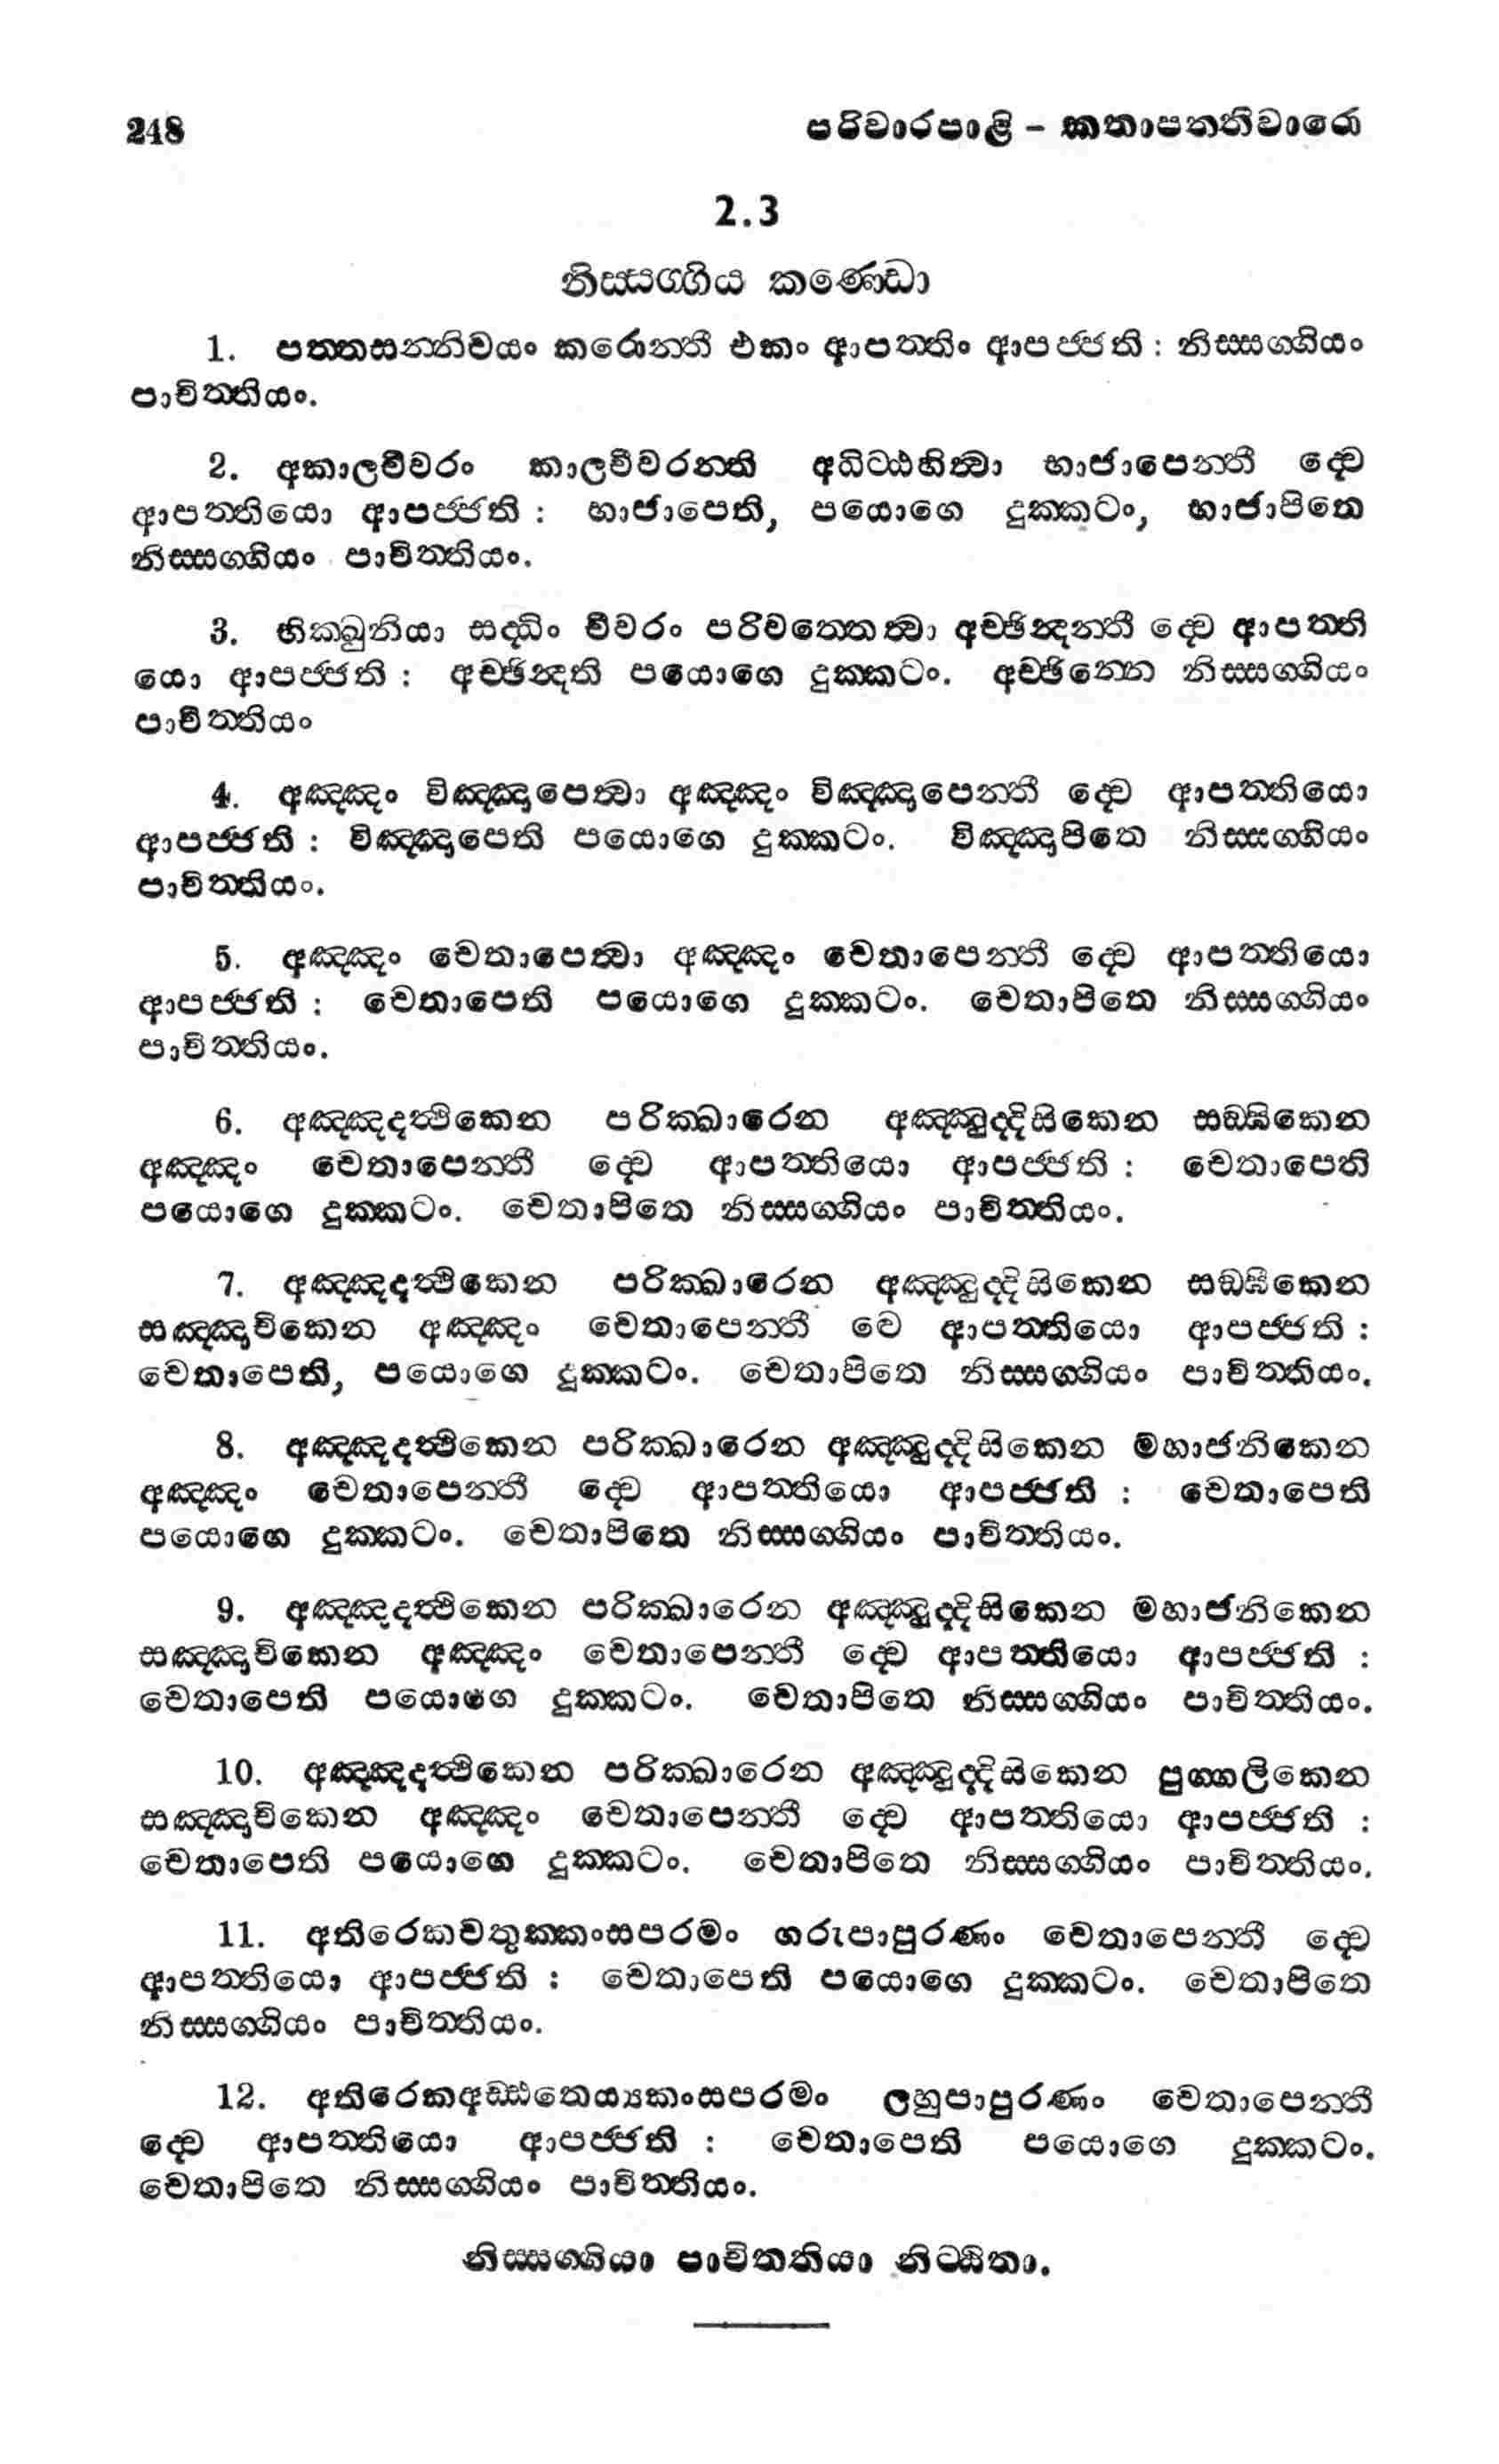 248 පරිවාරපාළි – කතාපතතිවාරෙ
2.3
නිස්සග්ගිය කණ්ඩො
1. පත්තසන්නිචයං කරොන්තී එකං ආපත්තිං ආපජ්ජති : නිස්සග්ගියං
පාචිත්තියං.
2. අකාලචීවරං කාලචීවරන්ති අධිට්ඨහිත්වා භාජාපෙන්තී ද්වෙ
ආපත්තියො ආපජ්ජති : භාජාපෙති, පයොගෙ දුක්කටං, භාජාපිතෙ
නිස්සග්ගියං පාචිත්තියං.
3. භික්ඛුනියා සද්ධිං චීවරං පරිවත්තෙත්වා අච්ඡින්දන්තී ද්වෙ ආපත්ති
යො ආපජ්ජති : අච්ඡින්දති පයොගෙ දුක්කටං. අච්ඡින්නෙ නිස්සග්ගියං
පාචිත්තියං
4. අඤ්ඤං විඤ්ඤාපෙත්වා අඤ්ඤං විඤ්ඤාපෙන්තී ද්වෙ ආපත්තියො
ආපජ්ජති : විඤ්ඤාපෙති පයොගෙ දුක්කටං. විඤ්ඤාපිතෙ නිස්සග්ගියං
පාචිත්තියං.
5. අඤ්ඤං චෙතාපෙත්වා අඤ්ඤං චෙතාපෙන්තී ද්වෙ ආපත්තියො
ආපජ්ජති : චෙතාපෙති පයොගෙ දුක්කටං. චෙතාපිතෙ නිස්සග්ගියං
පාචිත්තියං.
6. අඤ්ඤදත්ථිකෙන පරික්ඛාරෙන අඤ්ඤුද්දිසිකෙන සඞ්ඝිකෙන
අඤ්ඤං චෙතාපෙන්තී ද්වෙ ආපත්තියො ආපජ්ජති : චෙතාපෙති
පයොගෙ දුක්කටං. චෙතාපිතෙ නිස්සග්ගියං පාචිත්තියං.
7. අඤ්ඤදත්ථිකෙන පරික්ඛාරෙන අඤ්ඤුද්දිසිකෙන සඞ්ඝිකෙන
සඤ්ඤාචිකෙන අඤ්ඤං චෙතාපෙන්තී ද්වෙ ආපත්තියො ආපජ්ජති :
චෙතාපෙති, පයොගෙ දුක්කටං. චෙතාපිතෙ නිස්සග්ගියං පාචිත්තියං.
8. අඤ්ඤදත්ථිකෙන පරික්ඛාරෙන අඤ්ඤුද්දිසිකෙන මහාජනිකෙන
අඤ්ඤං චෙතාපෙන්තී ද්වෙ ආපත්තියො ආපජ්ජති : චෙතාපෙති
පයොගෙ දුක්කටං. චෙතාපිතෙ නිස්සග්ගියං පාචිත්තියං.
9. අඤ්ඤදත්ථිකෙන පරික්ඛාරෙන අඤ්ඤුද්දිසිකෙන මහාජනිකෙන
සඤ්ඤාචිකෙන අඤ්ඤං චෙතාපෙන්තී ද්වෙ ආපත්තියො ආපජ්ජති :
චෙතාපෙති පයොගෙ දුක්කටං. චෙතාපිතෙ නිස්සග්ගියං පාචිත්තියං.
10. අඤ්ඤදත්ථිකෙන පරික්ඛාරෙන අඤ්ඤුද්දිසිකෙන පුග්ගලිකෙන
සඤ්ඤාචිකෙන අඤ්ඤං චෙතාපෙන්තී ද්වෙ ආපත්තියො ආපජ්ජති :
චෙතාපෙති පයොගෙ දුක්කටං. චෙතාපිතෙ නිස්සග්ගියං පාචිත්තියං.
11. අතිරෙකචතුක්කංසපරමං ගරුපාපුරණං චෙතාපෙන්තී ද්වෙ
ආපත්තියො ආපජ්ජති : චෙතාපෙති පයොගෙ දුක්කටං. චෙතාපිතෙ
නිස්සග්ගියං පාචිත්තියං.
12. අතිරෙකඅඩ්ඪතෙය්‍යකංසපරමං ලහුපාපුරණං චෙතාපෙන්තී
ද්වෙ ආපත්තියො ආපජ්ජති : චෙතාපෙති පයොගෙ දුක්කටං.
චෙතාපිතෙ නිස්සග්ගියං පාචිත්තියං.
නිස්සග්ගියා පාචිතතියා නිට්ඨිතා.